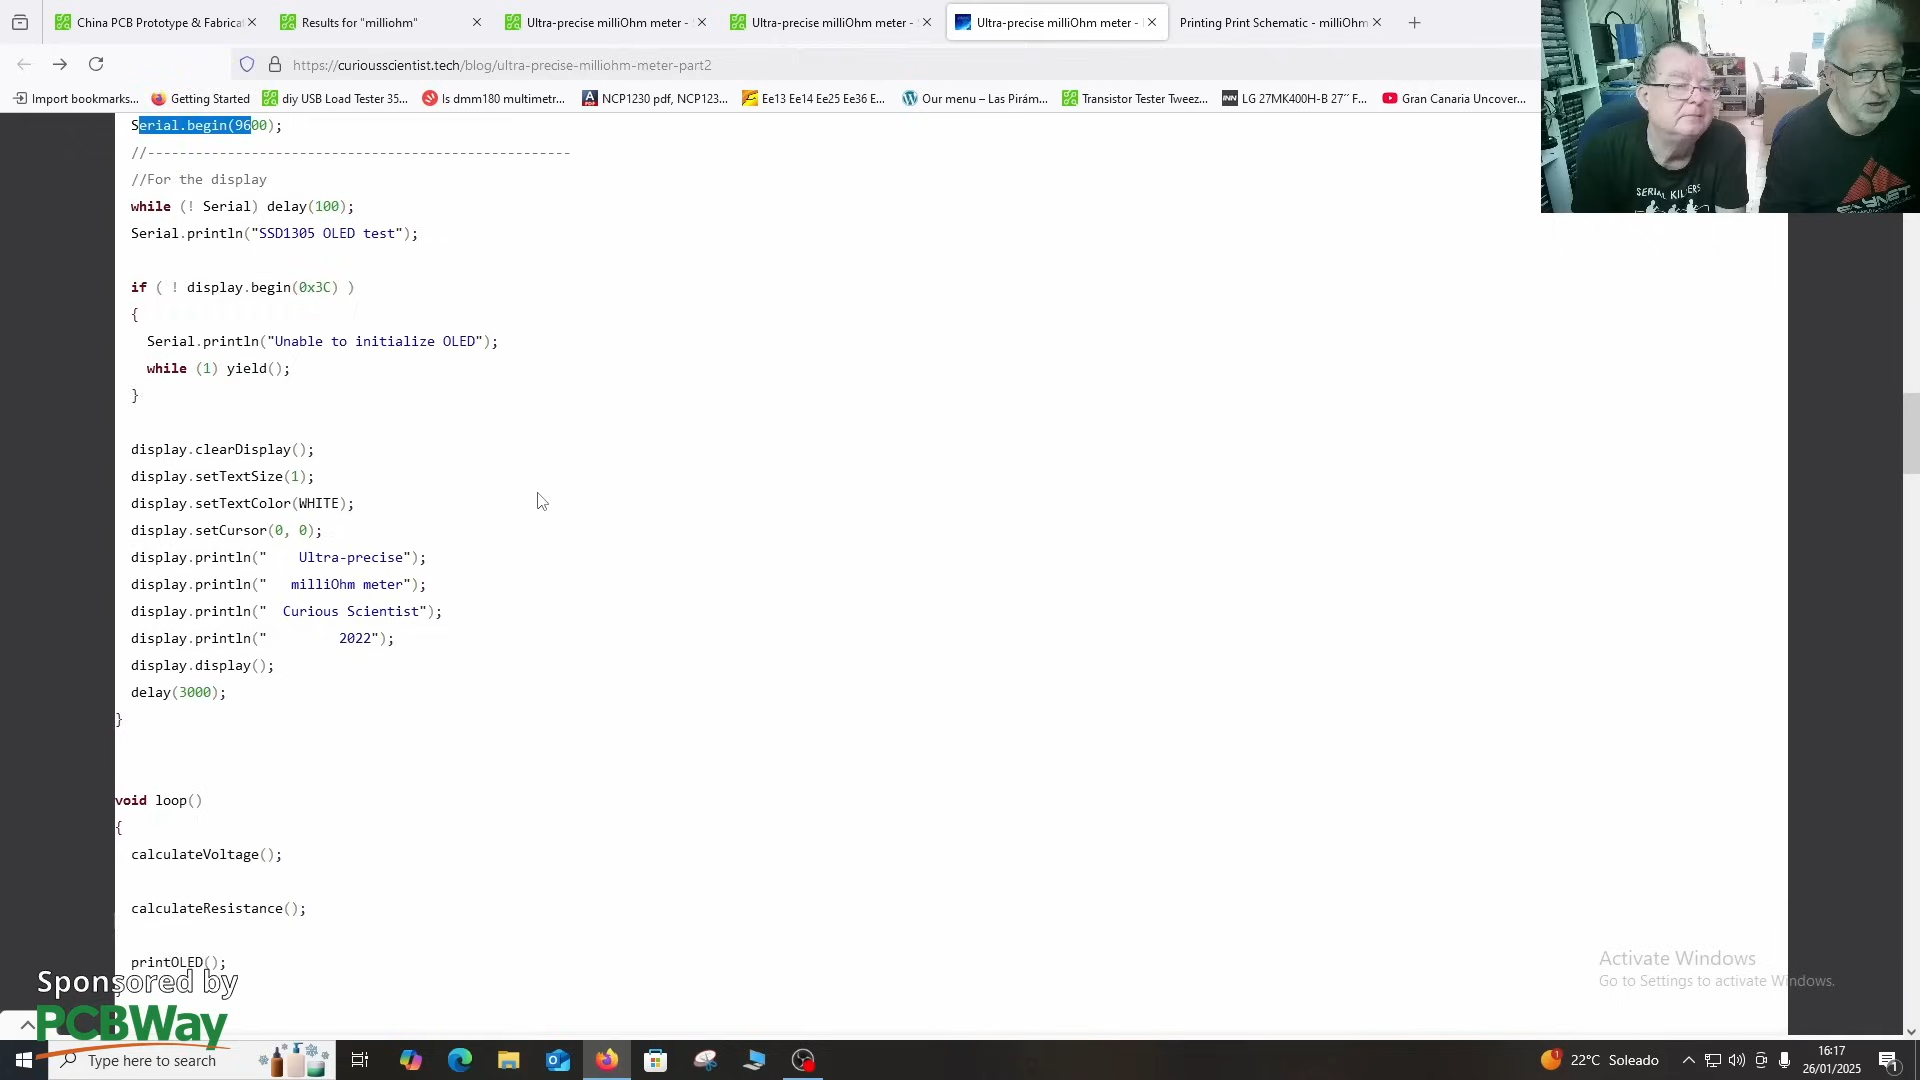 China PCB Prototype & Fabrica
Results for "milliohm"
Ultra-precise milliOhm meter -
Ultra-precise milliOhm meter -
Ultra-precise milliOhm meter -
Printing Print Schematic - milliOhm
https://curiousscientist.tech/blog/ultra-precise-milliohm-meter-part2
Import bookmarks...
Getting Started
diy USB Load Tester 35...
Is dmm180 multimetr...
NCP1230 pdf, NCP123...
Ee13 Ee14 Ee25 Ee36 E...
Our menu – Las Pirám...
Transistor Tester Tweez...
LG 27MK400H-B 27´´ F...
Gran Canaria Uncover...
SERIAL KILLERS
SKYNET
Serial.begin(9600);
//-----------------------------------------------------
//For the display
while (! Serial) delay(100);
Serial.println("SSD1305 OLED test");
if ( ! display.begin(0x3C) )
{
Serial.println("Unable to initialize OLED");
while (1) yield();
}
display.clearDisplay();
display.setTextSize(1);
display.setTextColor(WHITE);
display.setCursor(0, 0);
display.println("    Ultra-precise");
display.println("   milliOhm meter");
display.println("  Curious Scientist");
display.println("         2022");
display.display();
delay(3000);
}
void loop()
{
calculateVoltage();
calculateResistance();
printOLED();
Sponsored by
PCBWay
Activate Windows
Go to Settings to activate Windows.
Type here to search
22°C Soleado
16:17
26/01/2025
1